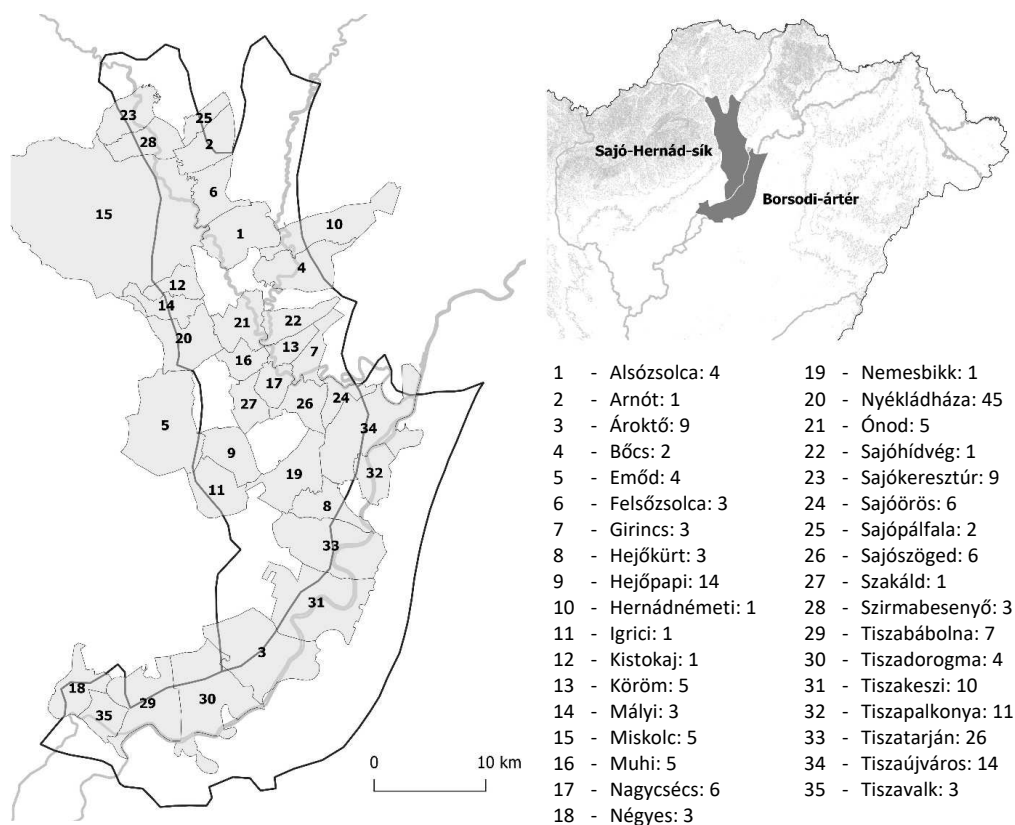 23
25
28
2
6
15
1
10
4
12
14
21
22
20
16
13
7
17
27
26
24
34
5
9
19
32
11
8
33
31
3
18
29
30
35
0 10 km
Sajó-Hernád-sík
Borsodi-ártér
1 - Alsózsolca: 4
2 - Arnót: 1
3 - Ároktő: 9
4 - Bőcs: 2
5 - Emőd: 4
6 - Felsőzsolca: 3
7 - Girincs: 3
8 - Hejőkürt: 3
9 - Hejőpapi: 14
10 - Hernádnémeti: 1
11 - Igrici: 1
12 - Kistokaj: 1
13 - Köröm: 5
14 - Mályi: 3
15 - Miskolc: 5
16 - Muhi: 5
17 - Nagycsécs: 6
18 - Négyes: 3
19 - Nemesbikk: 1
20 - Nyékládháza: 45
21 - Ónod: 5
22 - Sajóhídvég: 1
23 - Sajókeresztúr: 9
24 - Sajóörös: 6
25 - Sajópálfala: 2
26 - Sajószöged: 6
27 - Szakáld: 1
28 - Szirmabesenyő: 3
29 - Tiszabábolna: 7
30 - Tiszadorogma: 4
31 - Tiszakeszi: 10
32 - Tiszapalkonya: 11
33 - Tiszatarján: 26
34 - Tiszaújváros: 14
35 - Tiszavalk: 3